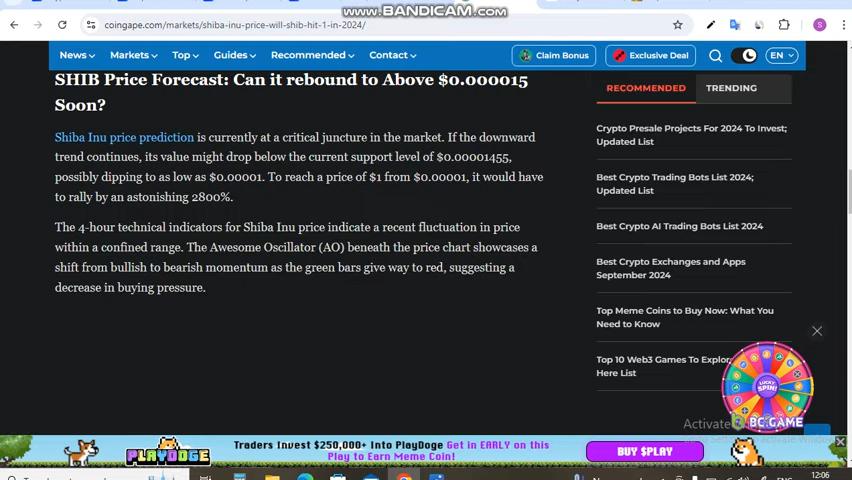 www.BANDICAM.com
coingape.com/markets/shiba-inu-price-will-shib-hit-1-in-2024/
S
News Markets Top Guides Recommended Contact Claim Bonus Exclusive Deal EN
SHIB Price Forecast: Can it rebound to Above $0.000015
Soon?
Shiba Inu price prediction is currently at a critical juncture in the market. If the downward
trend continues, its value might drop below the current support level of $0.00001455,
possibly dipping to as low as $0.00001. To reach a price of $1 from $0.00001, it would have
to rally by an astonishing 2800%.
The 4-hour technical indicators for Shiba Inu price indicate a recent fluctuation in price
within a confined range. The Awesome Oscillator (AO) beneath the price chart showcases a
shift from bullish to bearish momentum as the green bars give way to red, suggesting a
decrease in buying pressure.
RECOMMENDED TRENDING
Crypto Presale Projects For 2024 To Invest;
Updated List
Best Crypto Trading Bots List 2024;
Updated List
Best Crypto AI Trading Bots List 2024
Best Crypto Exchanges and Apps
September 2024
Top Meme Coins to Buy Now: What You
Need to Know
Top 10 Web3 Games To Explor
Here List
LUCKY
SPIN!
BC.GAME
Activate
PLAYDOGE
Traders Invest $250,000+ Into PlayDoge Get in EARLY on this
Play to Earn Meme Coin!
BUY $PLAY
ENG
12:06